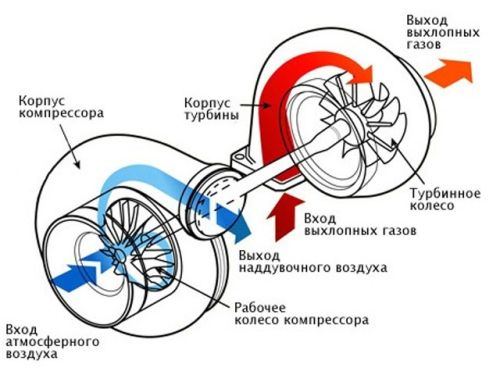 Выход
выхлопных
газов
Корпус
компрессора
Корпус
турбины
Турбинное
колесо
Вход
выхлопных газов
Выход
наддувочного воздуха
Рабочее
колесо компрессора
Вход
атмосферного
воздуха